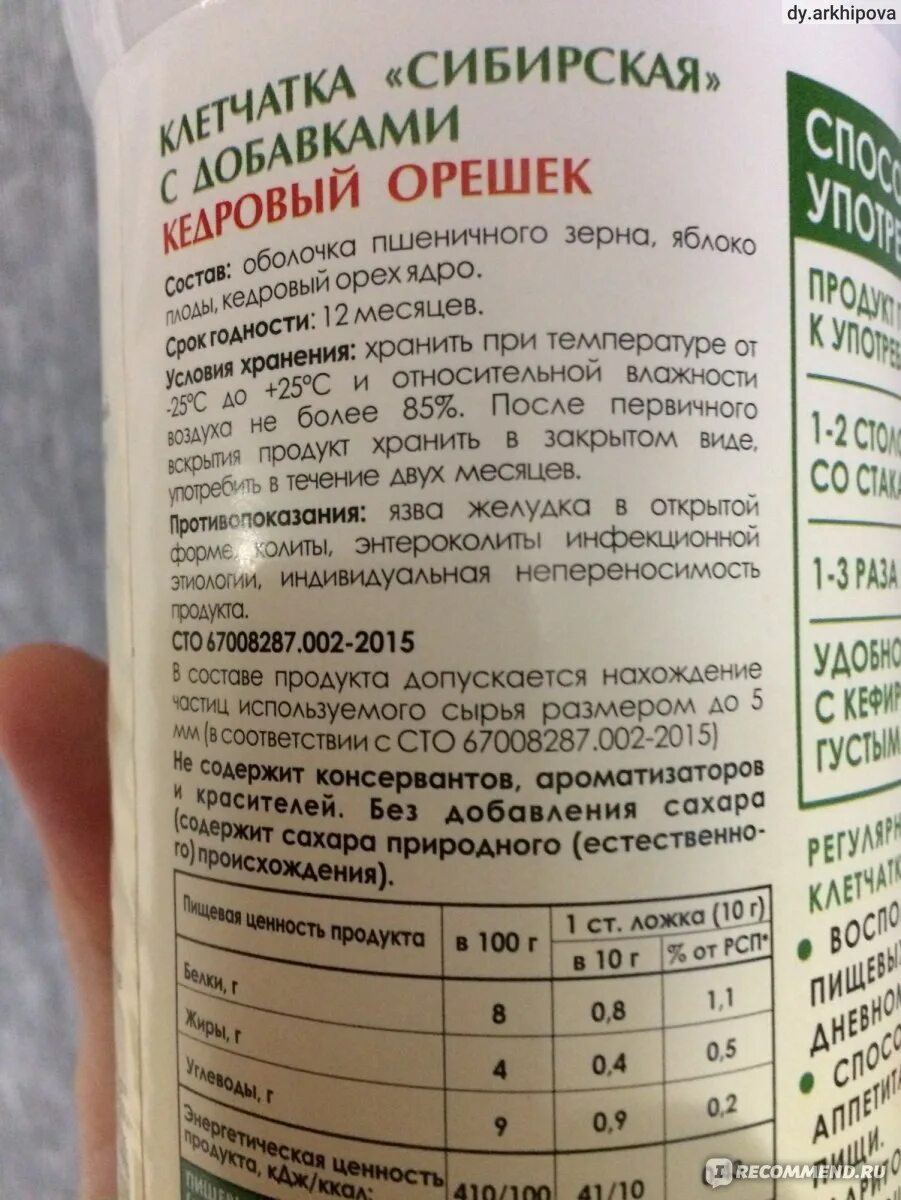 dy.arkhipova
КЛЕТЧАТКА «СИБИРСКАЯ»
С ДОБАВКАМИ
КЕДРОВЫЙ ОРЕШЕК
Состав: оболочка пшеничного зерна, яблоко
плоды, кедровый орех ядро.
Срок годности: 12 месяцев.
Условия хранения: хранить при температуре от
-25°C до +25°C и относительной влажности
воздуха не более 85%. После первичного
вскрытия продукт хранить в закрытом виде,
употребить в течение двух месяцев.
Противопоказания: язва желудка в открытой
форме, колиты, энтероколиты инфекционной
этиологии, индивидуальная непереносимость
продукта.
СТО 67008287.002-2015
В составе продукта допускается нахождение
частиц используемого сырья размером до 5
мм (в соответствии с СТО 67008287.002-2015)
Не содержит консервантов, ароматизаторов
и красителей. Без добавления сахара
(содержит сахара природного (естественно-
го) происхождения).
Пищевая ценность продукта в 100 г 1 ст. ложка (10 г)
в 10 г % от РСП*
Белки, г 8 0,8 1,1
Жиры, г 4 0,4 0,5
Углеводы, г 9 0,9 0,2
Энергетическая ценность
продукта, кДж/ккал: 410/100 41/10
СПОСО
УПОТРЕ
ПРОДУКТ
К УПОТРЕБ
1-2 СТОЛ
СО СТАКА
1-3 РАЗА
УДОБНО
С КЕФИР
ГУСТЫМ
РЕГУЛЯРН
КЛЕТЧАТК
• ВОСПО
ПИЩЕВЫ
ДНЕВНОМ
• СПОСО
АППЕТИТА
ПИЩИ.
IRECOMMEND.RU